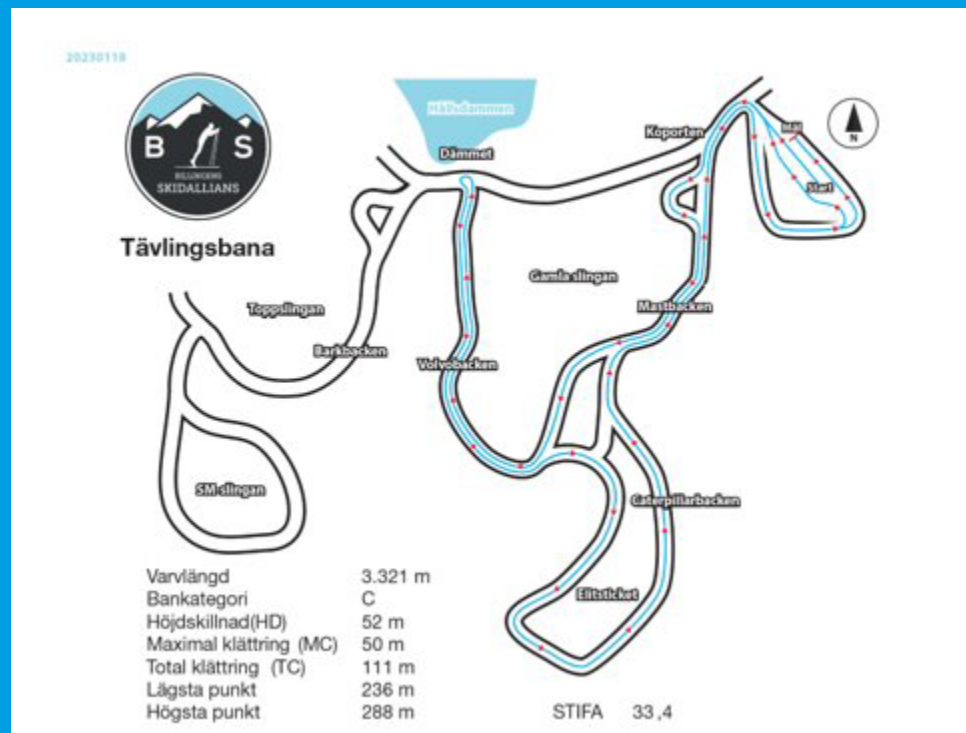 20230118
B S
BILLINGENS
SKIDALLIANS
Tävlingsbana
Hållsdammen
Dämmet
Koporten
Mål
N
Start
Gamla slingan
Toppslingan
Mastbacken
Barkbacken
Volvobacken
SM-slingan
Caterpillarbacken
Elitsticket
Varvlängd 3.321 m
Bankategori C
Höjdskillnad(HD) 52 m
Maximal klättring (MC) 50 m
Total klättring (TC) 111 m
Lägsta punkt 236 m
Högsta punkt 288 m
STIFA 33 ,4